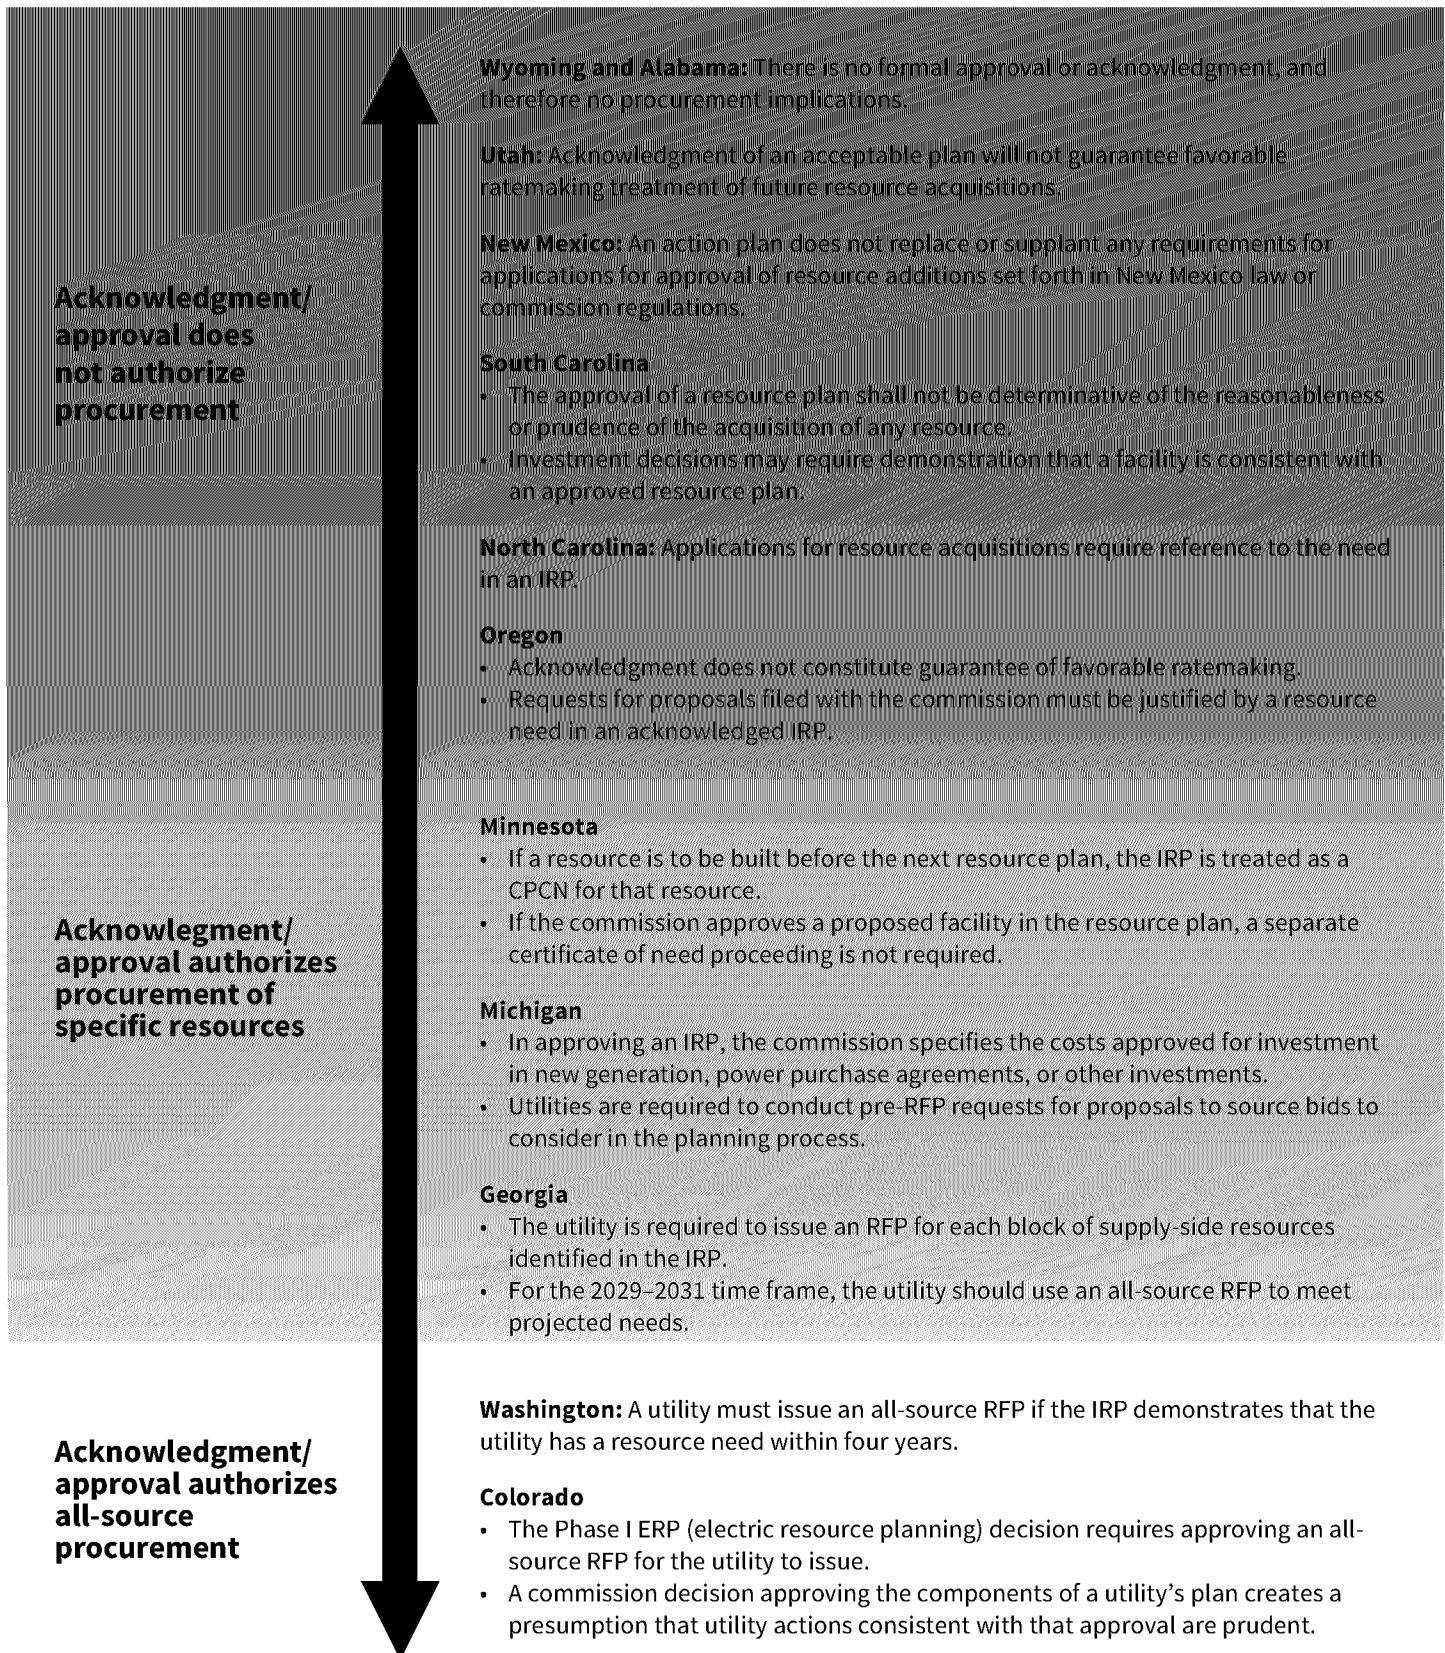 Wyoming and Alabama: There is no formal approval or acknowledgment, and
therefore no procurement implications.
Utah: Acknowledgment of an acceptable plan will not guarantee favorable
ratemaking treatment of future resource acquisitions.
New Mexico: An action plan does not replace or supplant any requirements for
applications for approval of resource additions set forth in New Mexico law or
commission regulations.
Acknowledgment/
approval does
not authorize
procurement
South Carolina
• The approval of a resource plan shall not be determinative of the reasonableness
or prudence of the acquisition of any resource.
• Investment decisions may require demonstration that a facility is consistent with
an approved resource plan.
North Carolina: Applications for resource acquisitions require reference to the need
in an IRP.
Oregon
• Acknowledgment does not constitute guarantee of favorable ratemaking.
• Requests for proposals filed with the commission must be justified by a resource
need in an acknowledged IRP.
Acknowlegment/
approval authorizes
procurement of
specific resources
Minnesota
• If a resource is to be built before the next resource plan, the IRP is treated as a
CPCN for that resource.
• If the commission approves a proposed facility in the resource plan, a separate
certificate of need proceeding is not required.
Michigan
• In approving an IRP, the commission specifies the costs approved for investment
in new generation, power purchase agreements, or other investments.
• Utilities are required to conduct pre-RFP requests for proposals to source bids to
consider in the planning process.
Georgia
• The utility is required to issue an RFP for each block of supply-side resources
identified in the IRP.
• For the 2029–2031 time frame, the utility should use an all-source RFP to meet
projected needs.
Acknowledgment/
approval authorizes
all-source
procurement
Washington: A utility must issue an all-source RFP if the IRP demonstrates that the
utility has a resource need within four years.
Colorado
• The Phase I ERP (electric resource planning) decision requires approving an all-
source RFP for the utility to issue.
• A commission decision approving the components of a utility's plan creates a
presumption that utility actions consistent with that approval are prudent.